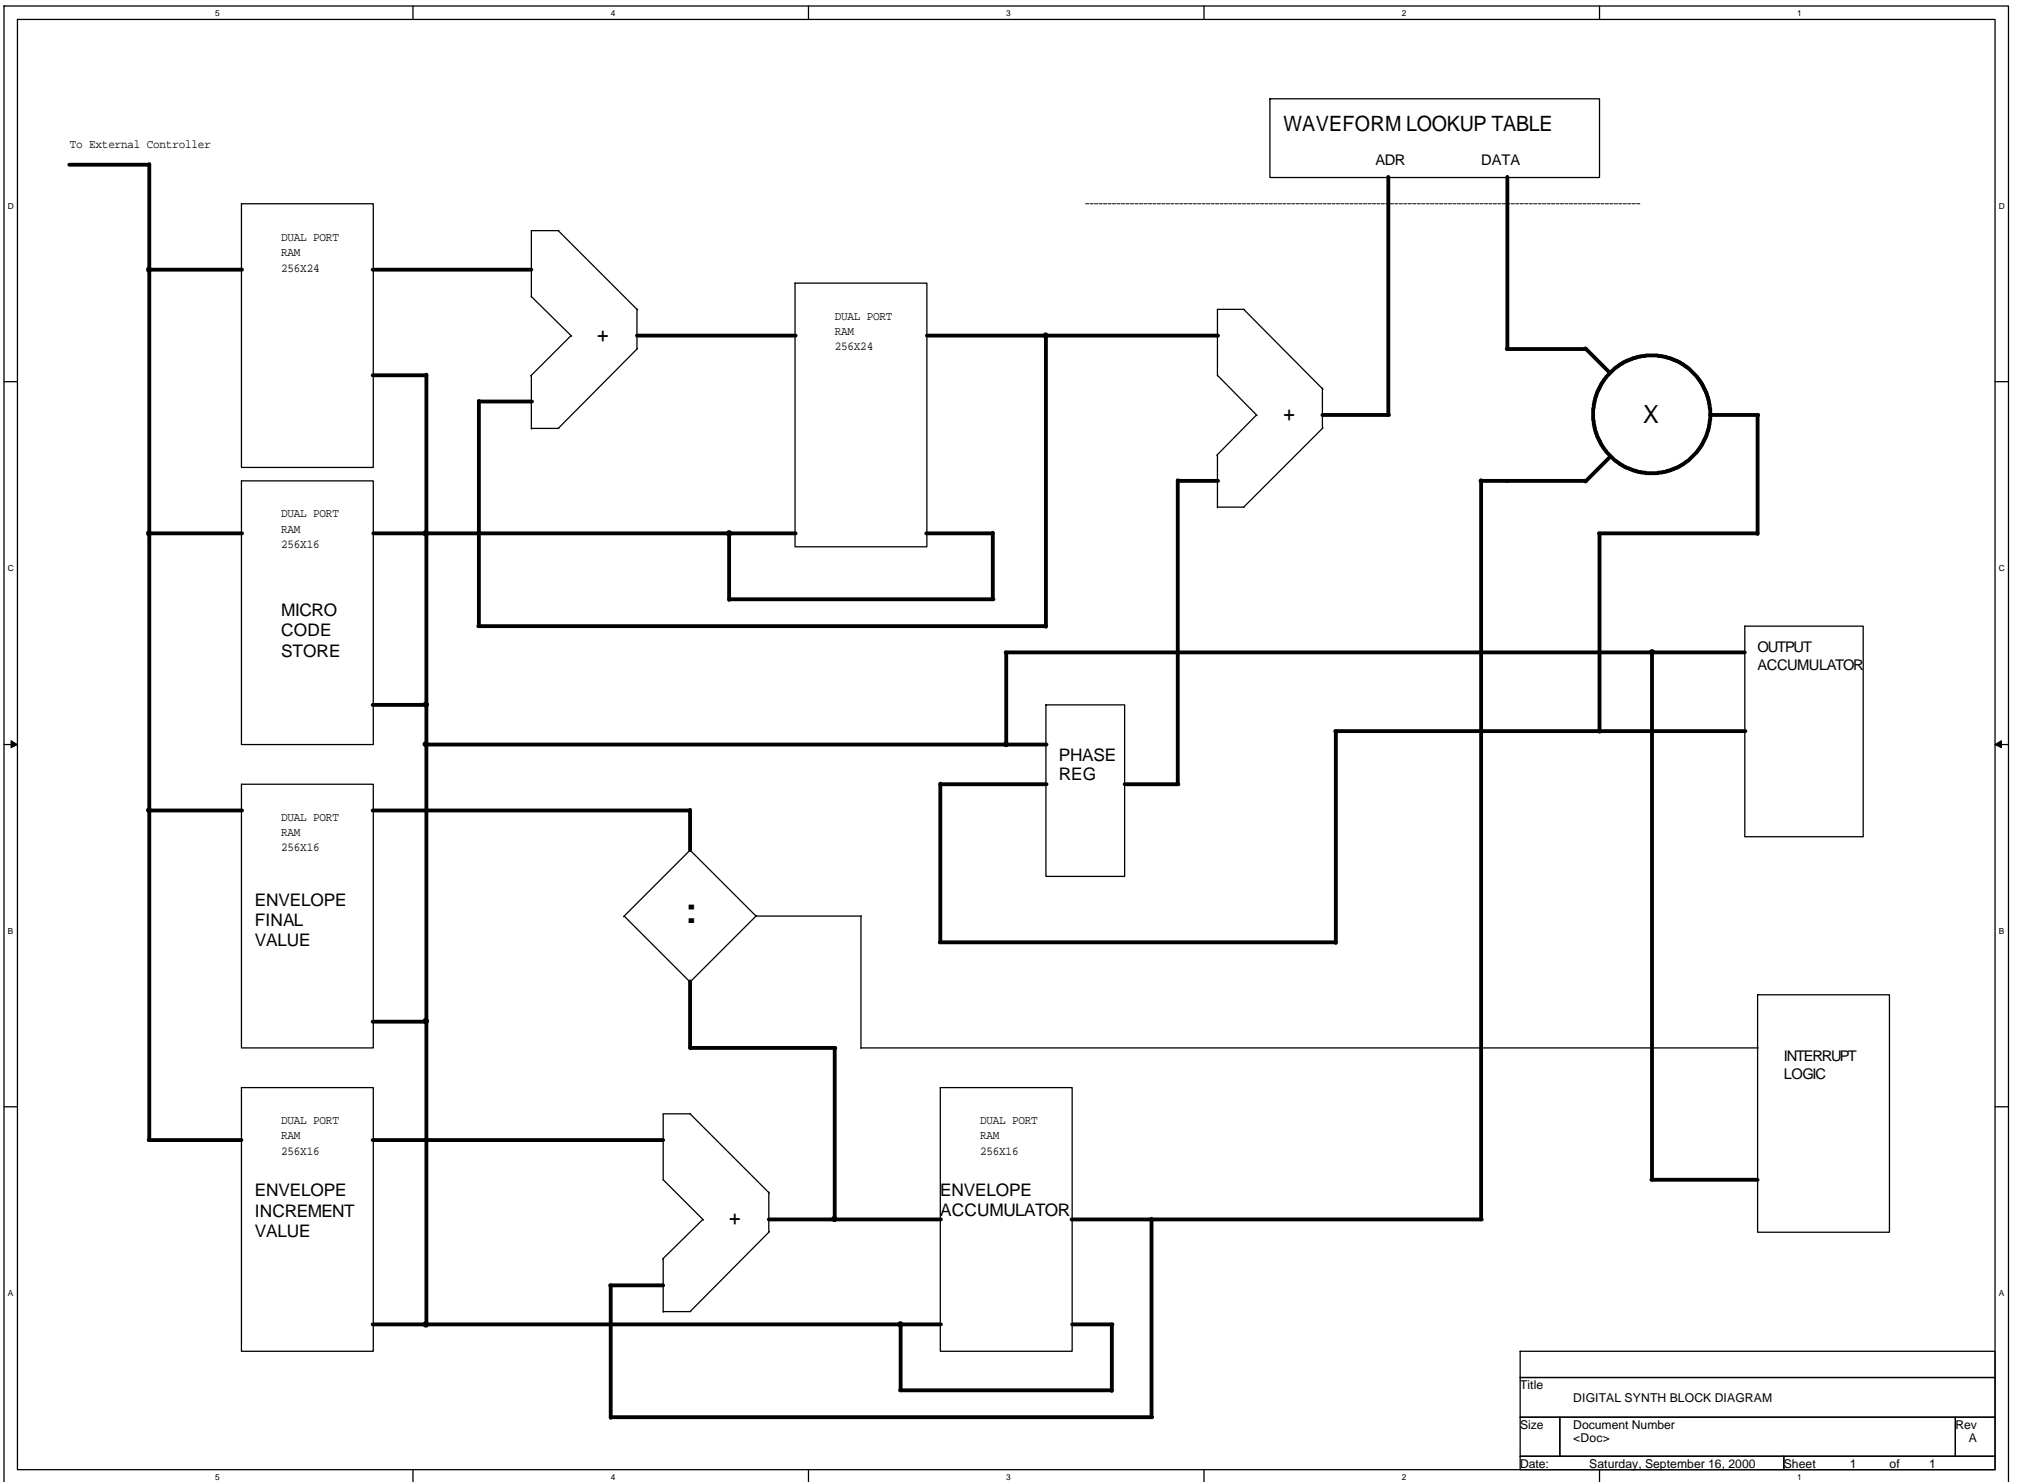 5 4 3 2 1
WAVEFORM LOOKUP TABLE
ADR DATA
To External Controller
D D
DUAL PORT
RAM
256X24
+
DUAL PORT
RAM
256X24
+
X
DUAL PORT
RAM
256X16
MICRO
CODE
STORE
C C
OUTPUT
ACCUMULATOR
PHASE
REG
DUAL PORT
RAM
256X16
ENVELOPE
FINAL
VALUE
:
B B
INTERRUPT
LOGIC
DUAL PORT
RAM
256X16
ENVELOPE
INCREMENT
VALUE
+
DUAL PORT
RAM
256X16
ENVELOPE
ACCUMULATOR
A A
Title
DIGITAL SYNTH BLOCK DIAGRAM
Size Document Number Rev
<Doc> A
Date: Saturday, September 16, 2000 Sheet 1 of 1
5 4 3 2 1